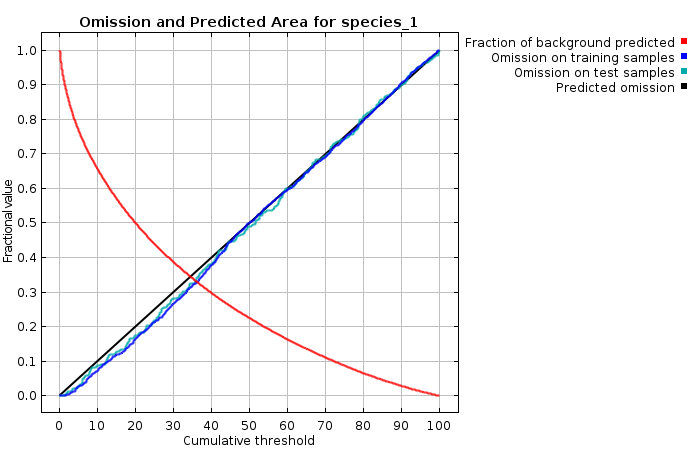 Omission and Predicted Area for species_1
Fraction of background predicted
Omission on training samples
Omission on test samples
Predicted omission
Fractional value
1.0
0.9
0.8
0.7
0.6
0.5
0.4
0.3
0.2
0.1
0.0
0 10 20 30 40 50 60 70 80 90 100
Cumulative threshold